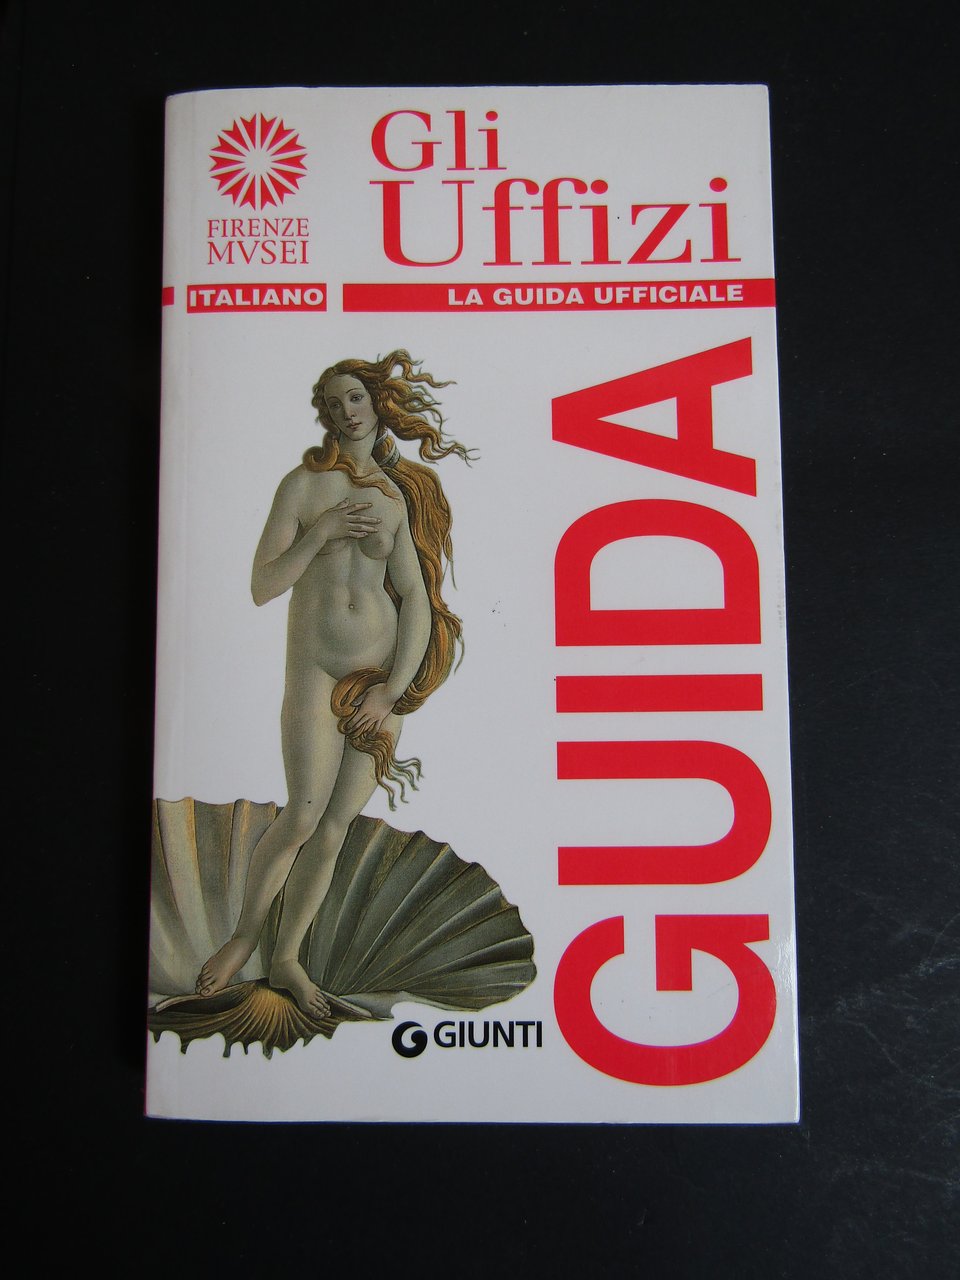 FIRENZE
MVSEI
Gli
Uffizi
ITALIANO
LA GUIDA UFFICIALE
GUIDA
GIUNTI